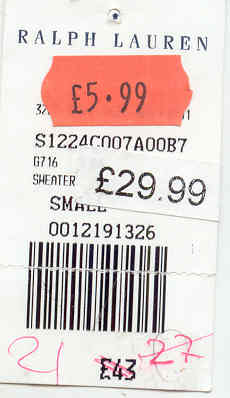 RALPH LAUREN
£5.99
S1224C007A00B7
G716
SWEATER
£29.99
SMALL
0012191326
21 £43 27